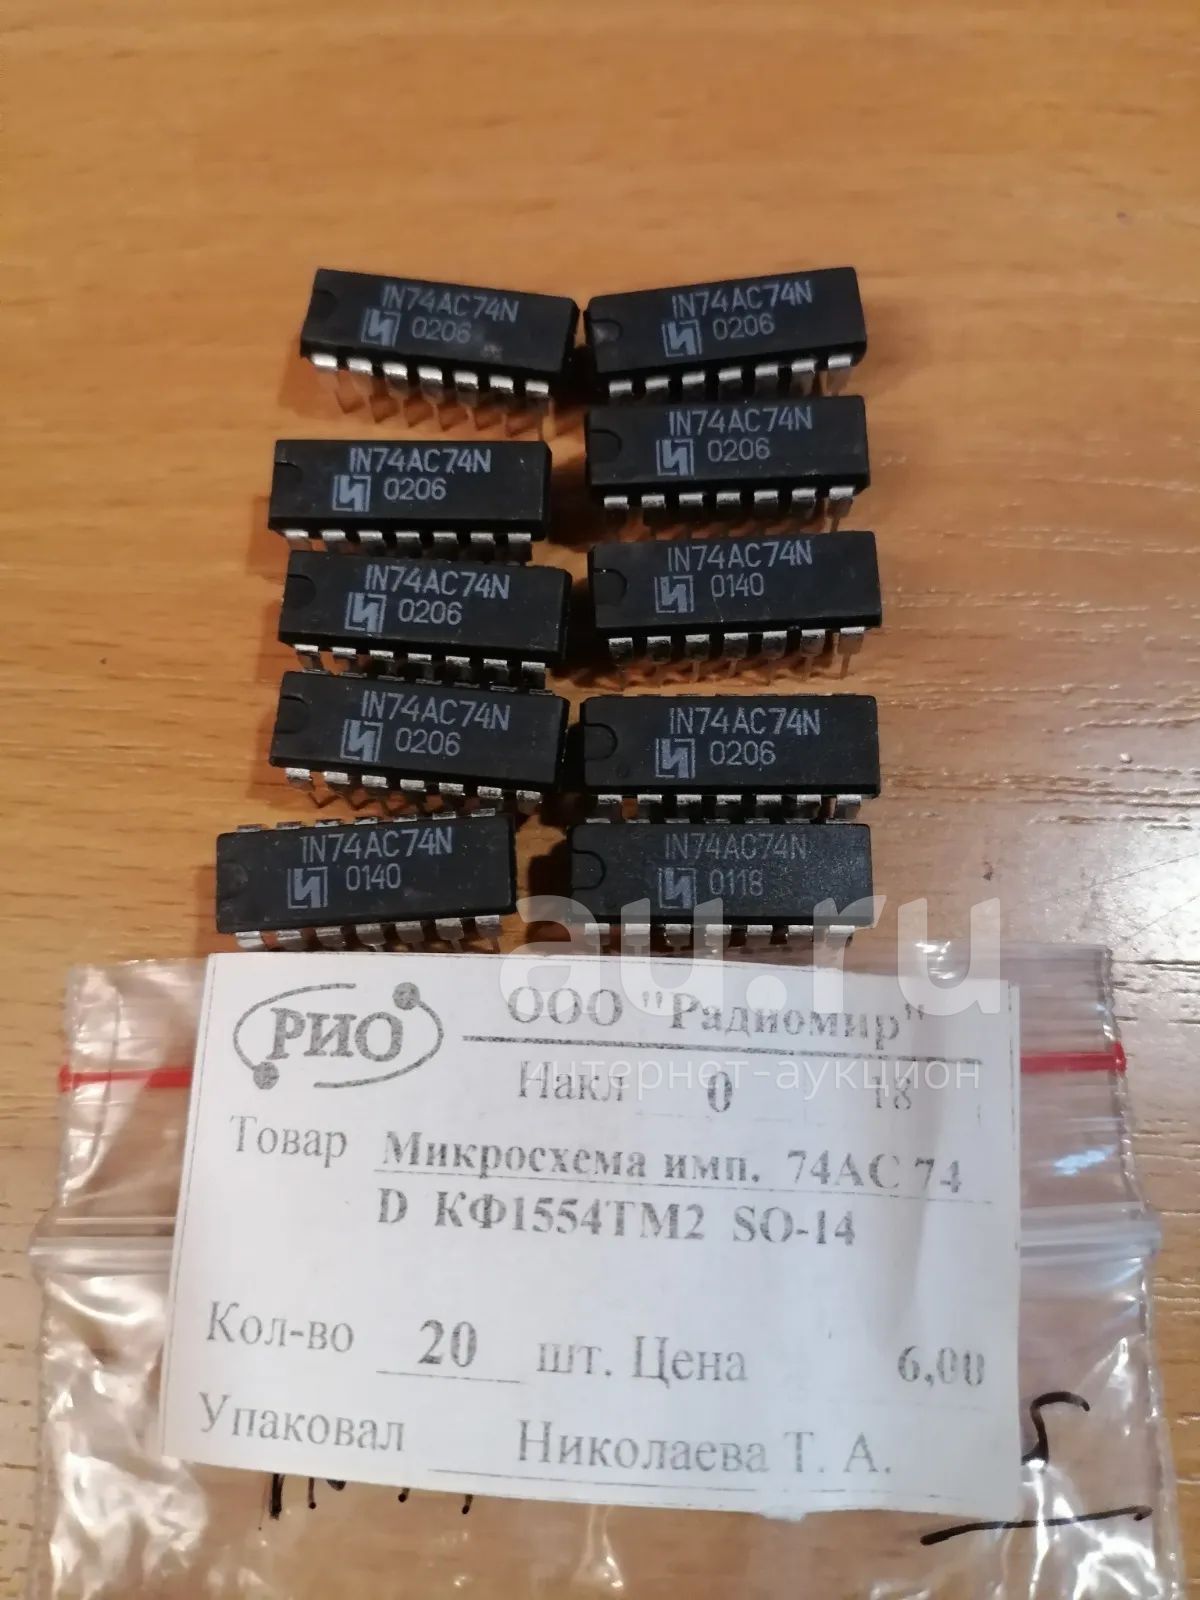 IN74AC74N
0206
IN74AC74N
0206
IN74AC74N
0206
IN74AC74N
0206
IN74AC74N
0206
IN74AC74N
0140
IN74AC74N
0206
IN74AC74N
0206
IN74AC74N
0140
IN74AC74N
0118
au.ru
интернет-аукцион
РИО
ООО "Радиомир"
Накл 0 18
Товар Микросхема имп. 74AC 74
D КФ1554ТМ2 SO-14
Кол-во 20 шт. Цена 6,00
Упаковал Николаева Т. А.